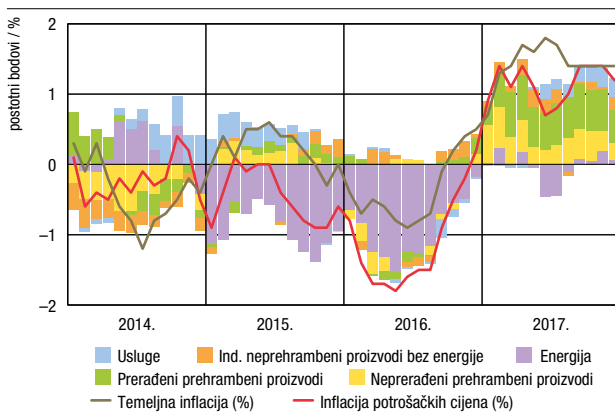 postotni bodovi / %
2
1
0
–1
–2
2014. 2015. 2016. 2017.
Usluge Ind. neprehrambeni proizvodi bez energije Energija
Prerađeni prehrambeni proizvodi Neprerađeni prehrambeni proizvodi
Temeljna inflacija (%) Inflacija potrošačkih cijena (%)